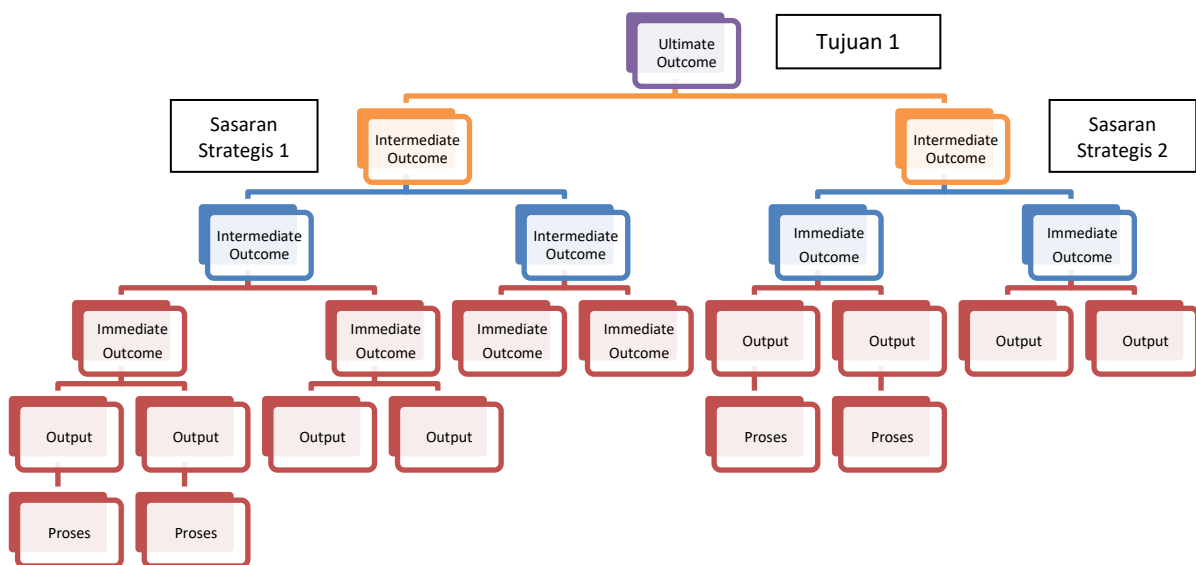 Ultimate
Outcome
Tujuan 1
Sasaran
Strategis 1
Intermediate
Outcome
Intermediate
Outcome
Sasaran
Strategis 2
Intermediate
Outcome
Intermediate
Outcome
Immediate
Outcome
Immediate
Outcome
Immediate
Outcome
Immediate
Outcome
Immediate
Outcome
Immediate
Outcome
Output
Output
Output
Output
Output
Output
Output
Output
Proses
Proses
Proses
Proses